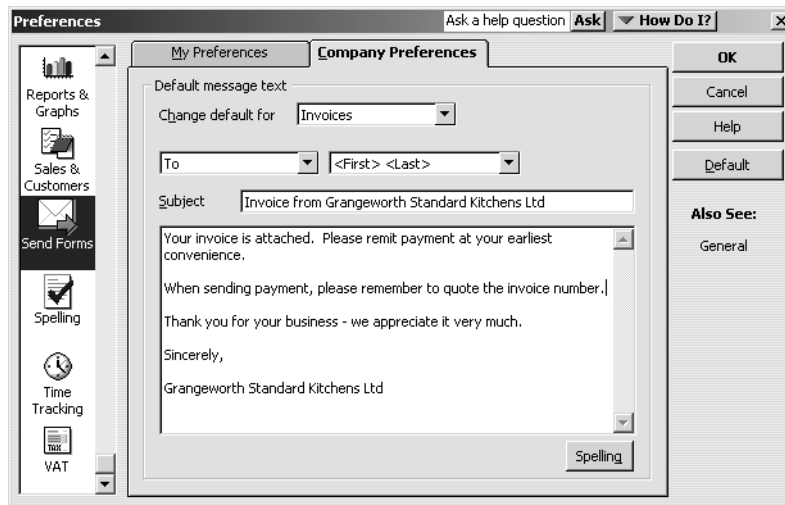 Preferences
Ask a help question Ask How Do I?
My Preferences
Company Preferences
Reports &
Graphs
Sales &
Customers
Send Forms
Spelling
Time
Tracking
TAX
VAT
Default message text
Change default for Invoices
To <First> <Last>
Subject Invoice from Grangeworth Standard Kitchens Ltd
Your invoice is attached.  Please remit payment at your earliest
convenience.
When sending payment, please remember to quote the invoice number.
Thank you for your business - we appreciate it very much.
Sincerely,
Grangeworth Standard Kitchens Ltd
Spelling
OK
Cancel
Help
Default
Also See:
General